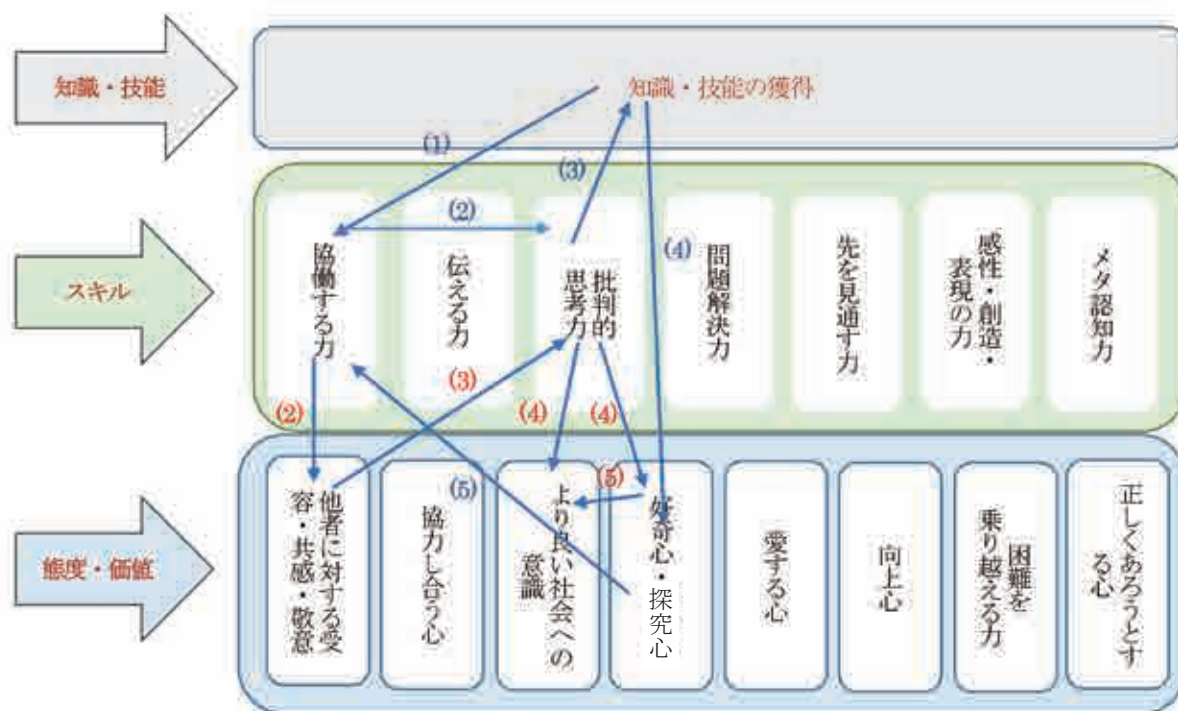 知識・技能
知識・技能の獲得
(1)
(3)
(2)
(4)
スキル
協働する力
伝える力
批判的
思考力
問題解決力
先を見通す力
感性・創造・
表現の力
メタ認知力
(2)
(3)
(4)
(4)
(5)
(5)
態度・価値
他者に対する受
容・共感・敬意
協力し合う心
より良い社会への
意識
好奇心・探究心
愛する心
向上心
困難を
乗り越える力
正しくあろうとす
る心